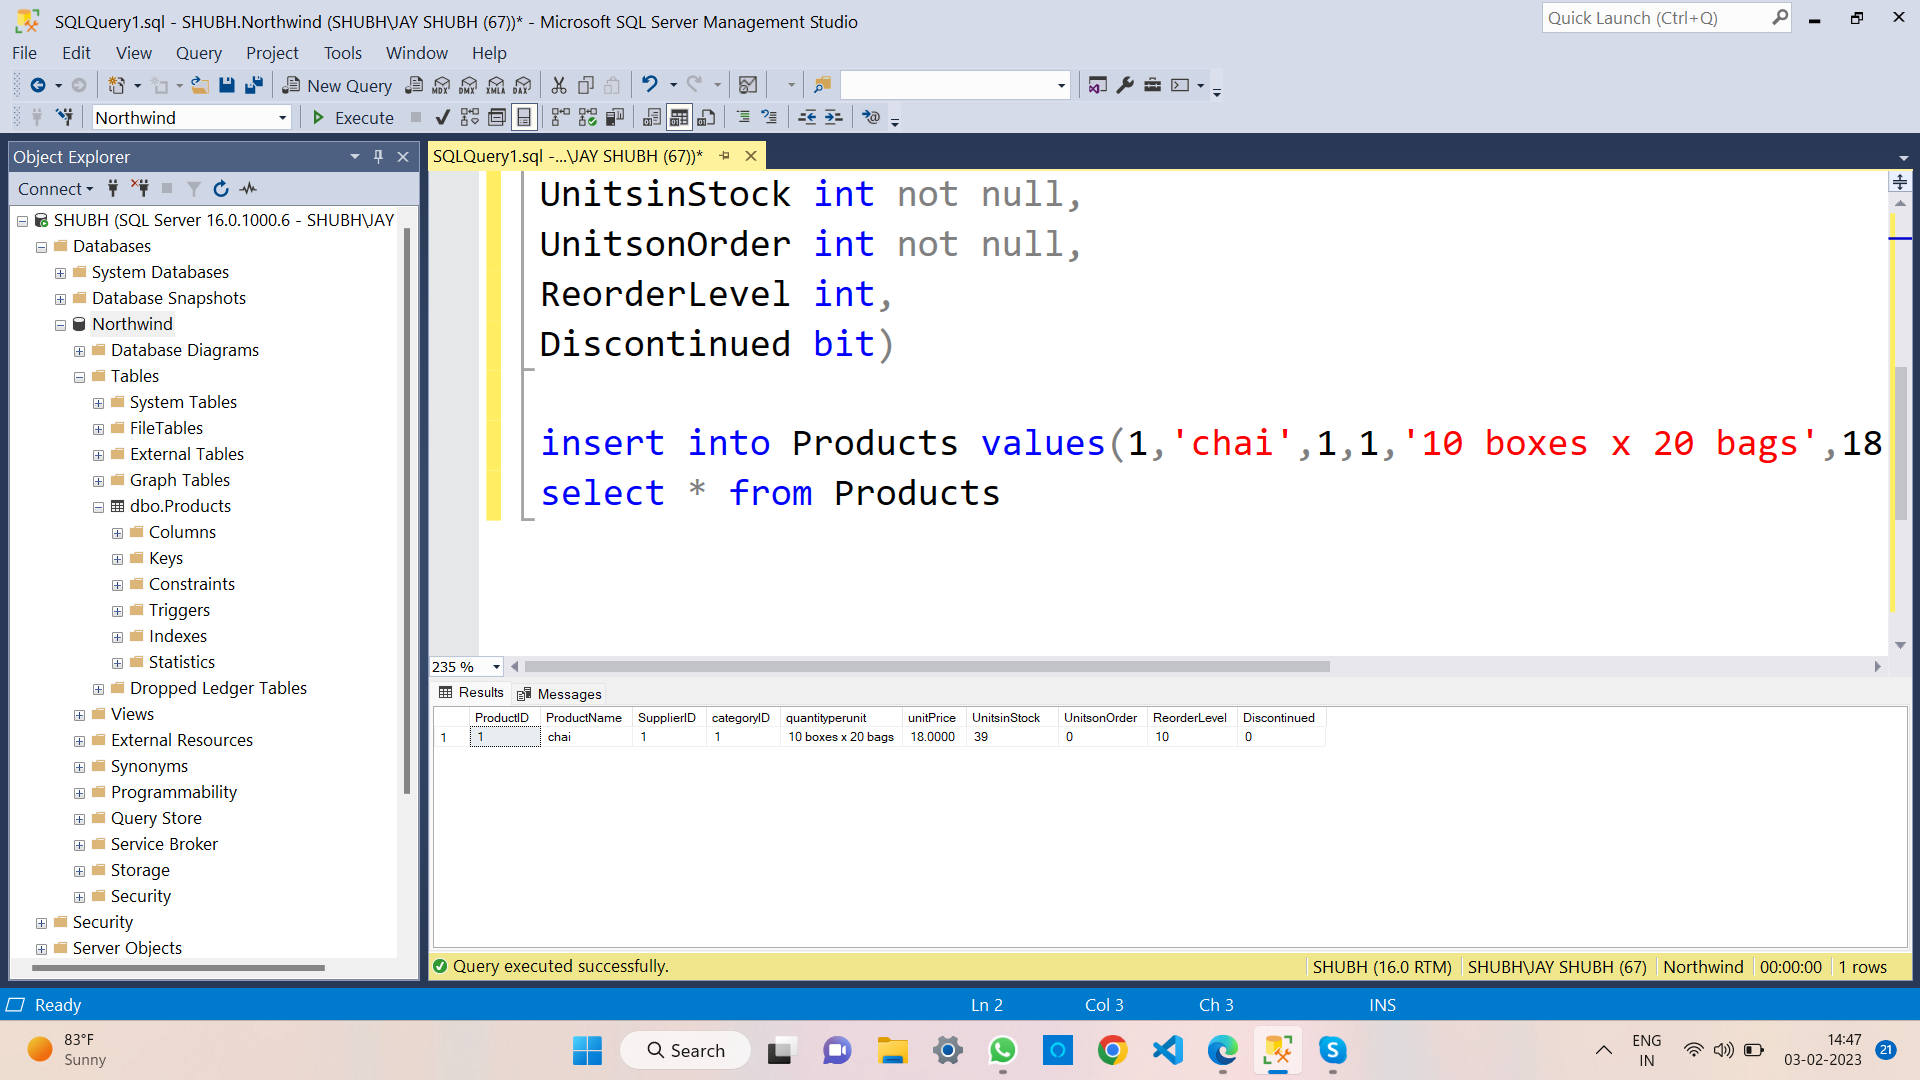 SQLQuery1.sql - SHUBH.Northwind (SHUBH\JAY SHUBH (67))* - Microsoft SQL Server Management Studio
Quick Launch (Ctrl+Q)
File Edit View Query Project Tools Window Help
New Query MDX DMX XMLA DAX
Northwind Execute
Object Explorer
SQLQuery1.sql -...\JAY SHUBH (67))*
Connect
SHUBH (SQL Server 16.0.1000.6 - SHUBH\JAY
Databases
System Databases
Database Snapshots
Northwind
Database Diagrams
Tables
System Tables
FileTables
External Tables
Graph Tables
dbo.Products
Columns
Keys
Constraints
Triggers
Indexes
Statistics
Dropped Ledger Tables
Views
External Resources
Synonyms
Programmability
Query Store
Service Broker
Storage
Security
Security
Server Objects
UnitsinStock int not null,
UnitsonOrder int not null,
ReorderLevel int,
Discontinued bit)
insert into Products values(1,'chai',1,1,'10 boxes x 20 bags',18
select * from Products
235 %
Results Messages
ProductID ProductName SupplierID categoryID quantityperunit unitPrice UnitsinStock UnitsonOrder ReorderLevel Discontinued
1 1 chai 1 1 10 boxes x 20 bags 18.0000 39 0 10 0
Query executed successfully. SHUBH (16.0 RTM) SHUBH\JAY SHUBH (67) Northwind 00:00:00 1 rows
Ready Ln 2 Col 3 Ch 3 INS
83°F
Sunny
Search
ENG
IN
14:47
03-02-2023
21